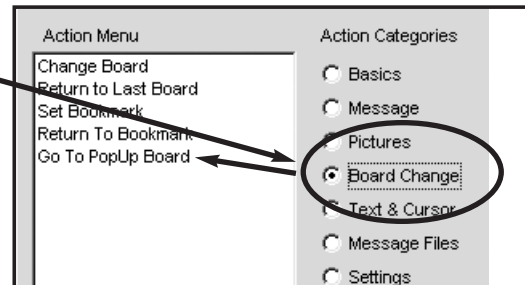 Action Menu
Change Board
Return to Last Board
Set Bookmark
Return To Bookmark
Go To PopUp Board
Action Categories
Basics
Message
Pictures
Board Change
Text & Cursor
Message Files
Settings